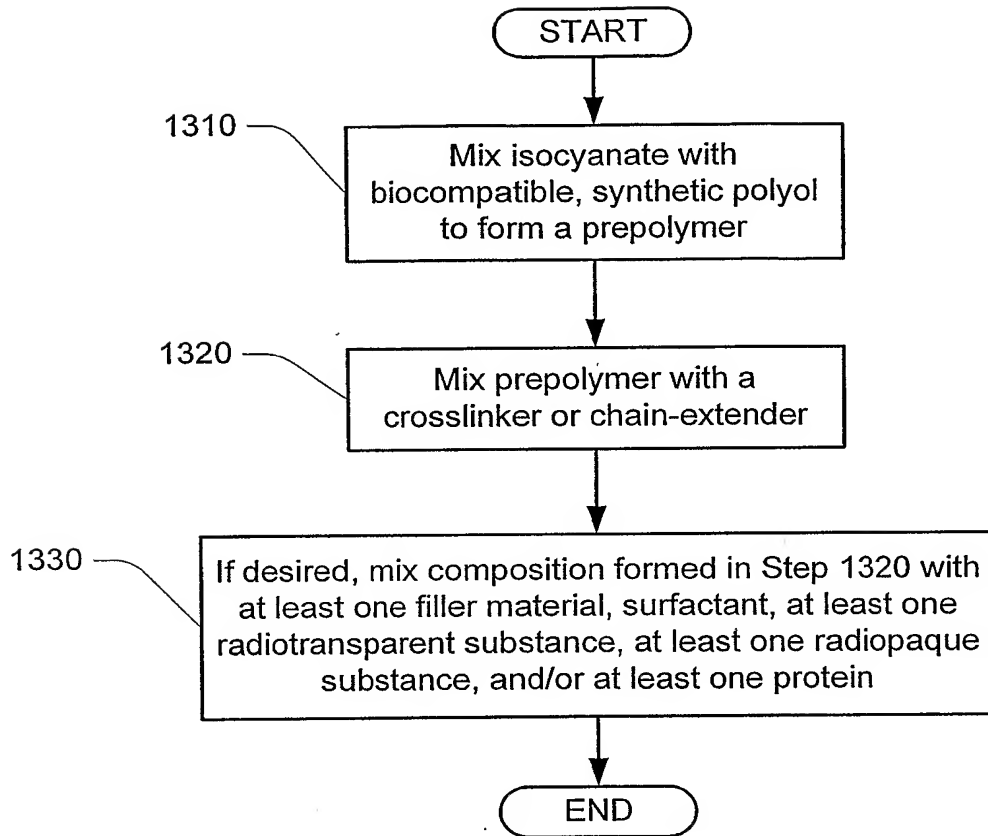 START
1310
Mix isocyanate with
biocompatible, synthetic polyol
to form a prepolymer
1320
Mix prepolymer with a
crosslinker or chain-extender
1330
If desired, mix composition formed in Step 1320 with
at least one filler material, surfactant, at least one
radiotransparent substance, at least one radiopaque
substance, and/or at least one protein
END